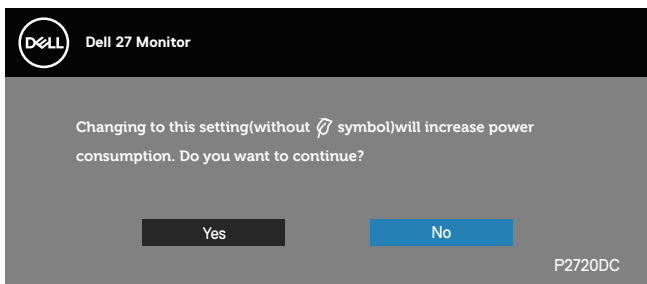 DELL
Dell 27 Monitor
Changing to this setting(without symbol)will increase power
consumption. Do you want to continue?
Yes No
P2720DC